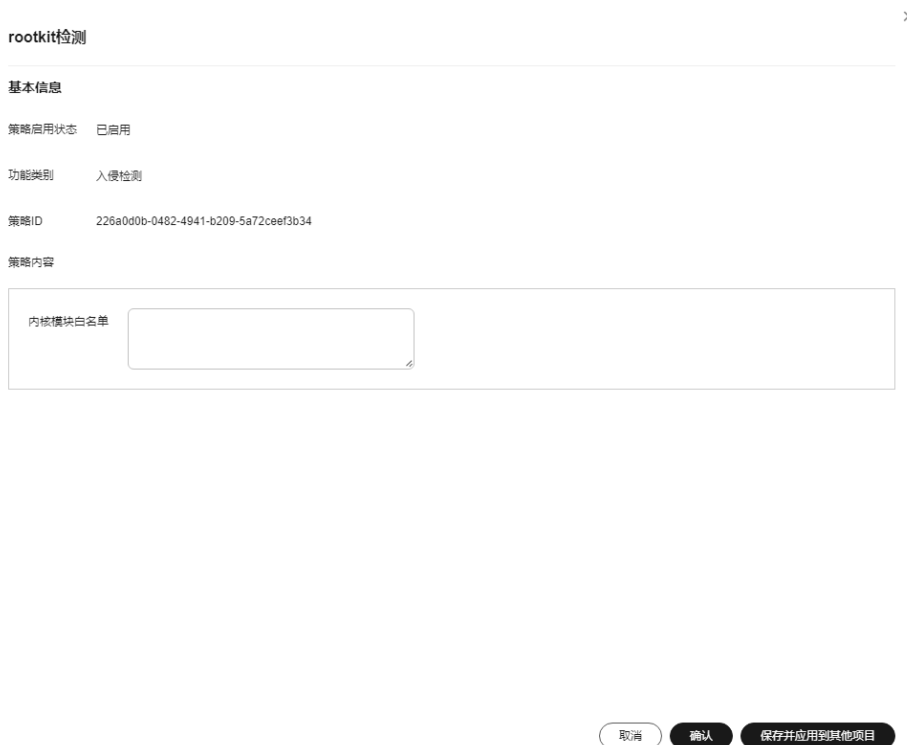 rootkit检测
基本信息
策略启用状态 已启用
功能类别 入侵检测
策略ID 226a0d0b-0482-4941-b209-5a72ceef3b34
策略内容
内核模块白名单
取消 确认 保存并应用到其他项目